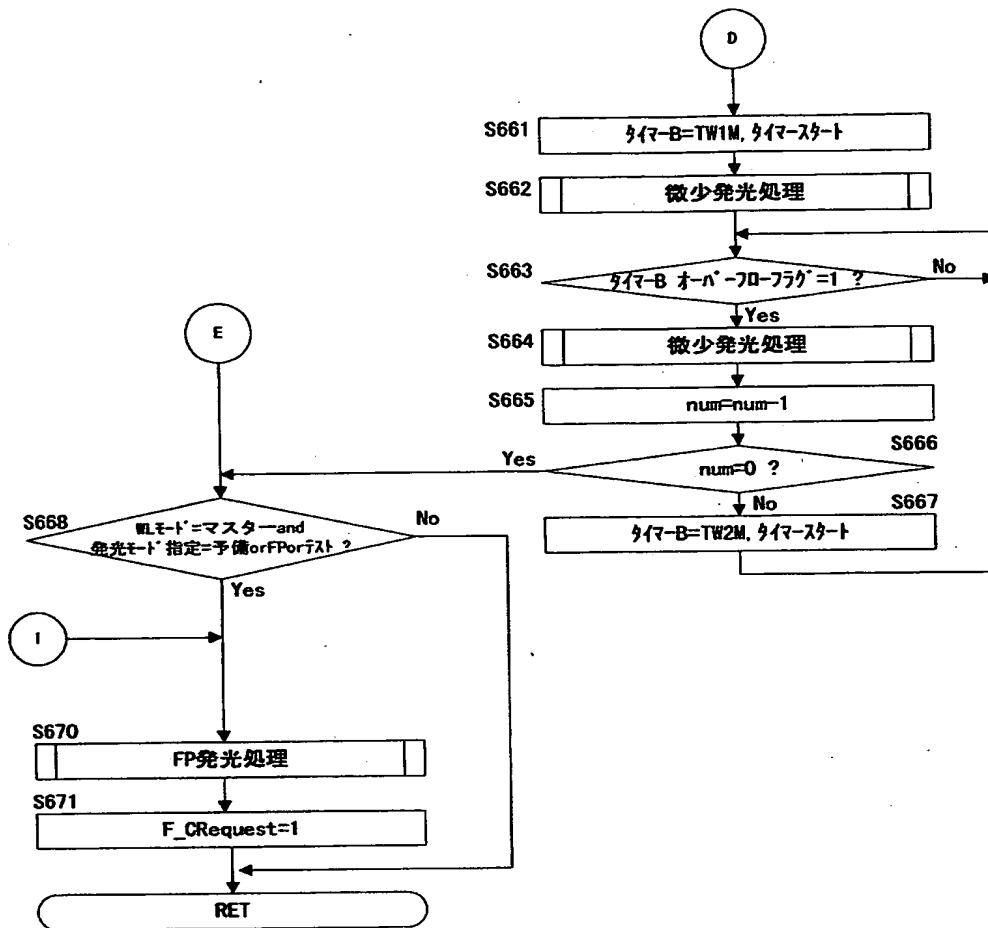 D
S661
ﾀｲﾏｰB=TW1M, ﾀｲﾏｰｽﾀｰﾄ
S662
微少発光処理
S663
ﾀｲﾏｰB ｵｰﾊﾞｰﾌﾛｰﾌﾗｸﾞ=1 ?
No
Yes
E
S664
微少発光処理
S665
num=num-1
S666
Yes
num=0 ?
No
S667
ﾀｲﾏｰB=TW2M, ﾀｲﾏｰｽﾀｰﾄ
S668
WLﾓｰﾄﾞ=マスターand
発光ﾓｰﾄﾞ指定=予備orFPorﾃｽﾄ ?
No
Yes
I
S670
FP発光処理
S671
F_CRequest=1
RET